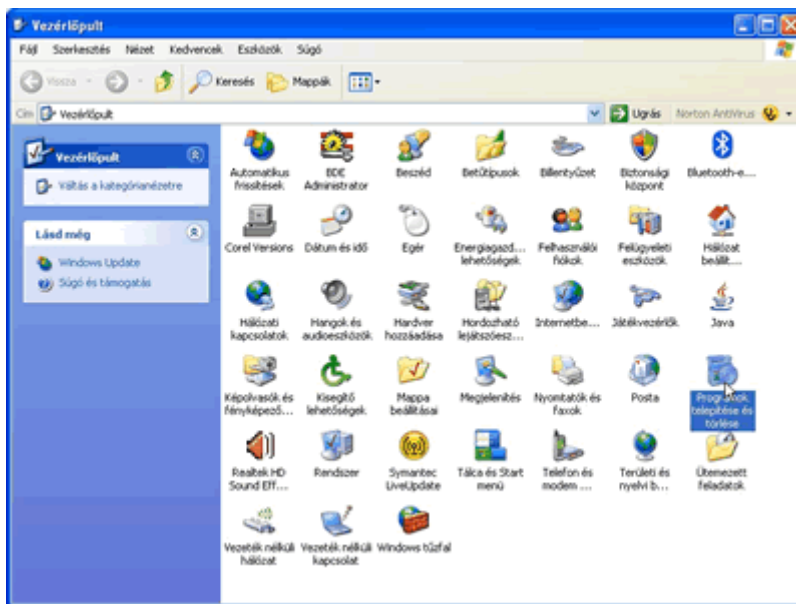 Vezérlőpult
Fájl Szerkesztés Nézet Kedvencek Eszközök Súgó
Vissza Keresés Mappák
Cím Vezérlőpult Ugrás Norton AntiVirus
Vezérlőpult
Váltás a kategórianézetre
Lásd még
Windows Update
Súgó és támogatás
Automatikus frissítések
BDE Administrator
Beszéd
Betűtípusok
Billentyűzet
Biztonsági központ
Bluetooth-e...
Corel Versions
Dátum és idő
Egér
Energiagazd... lehetőségek
Felhasználói fiókok
Felügyeleti eszközök
Hálózat beállít...
Hálózati kapcsolatok
Hangok és audioeszközök
Hardver hozzáadása
Hordozható lejátszóesz...
Internetbe...
Játékvezérlők
Java
Képolvasók és fényképező...
Kisegítő lehetőségek
Mappa beállításai
Megjelenítés
Nyomtatók és faxok
Posta
Programok telepítése és törlése
Realtek HD Sound Eff...
Rendszer
Symantec LiveUpdate
Tálca és Start menü
Telefon és modem ...
Területi és nyelvi b...
Ütemezett feladatok
Vezeték nélküli hálózat
Vezeték nélküli kapcsolat
Windows tűzfal